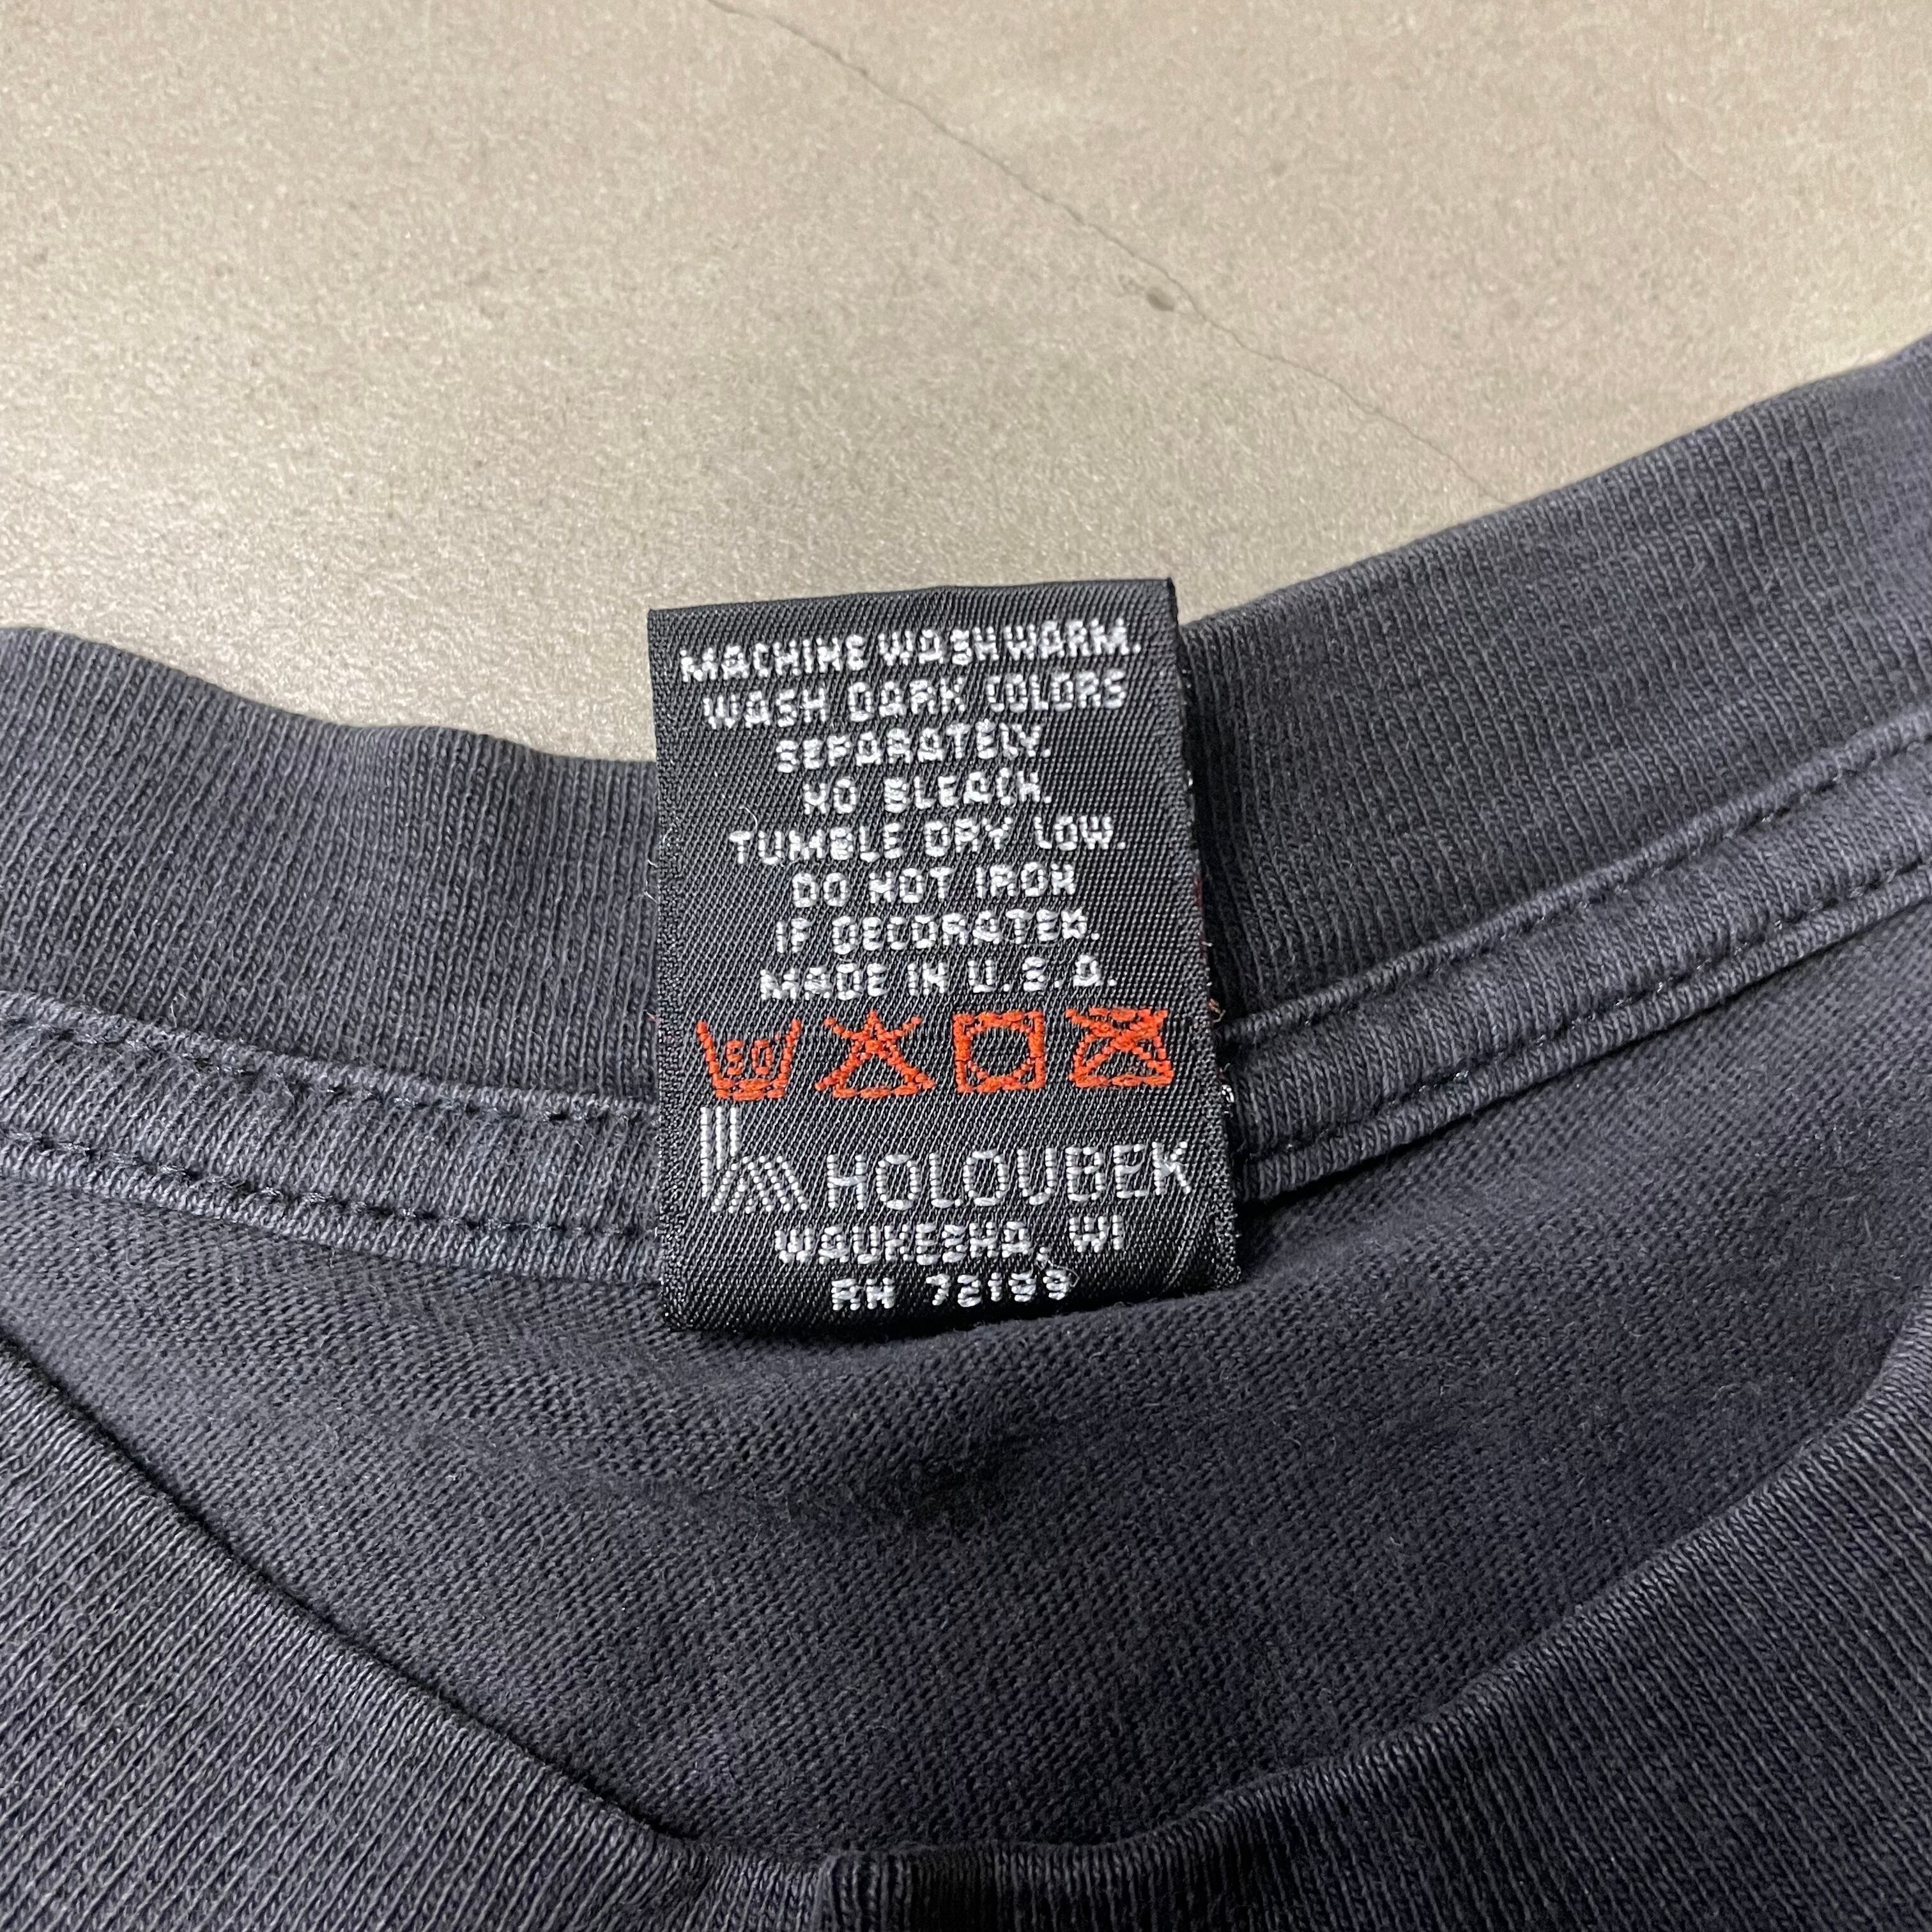 MACHINE WASH WARM.
WASH DARK COLORS
SEPARATELY.
NO BLEACH.
TUMBLE DRY LOW.
DO NOT IRON
IF DECORATED.
MADE IN U.S.A.
50
HOLOUBEK
WAUKESHA, WI
RN 72199